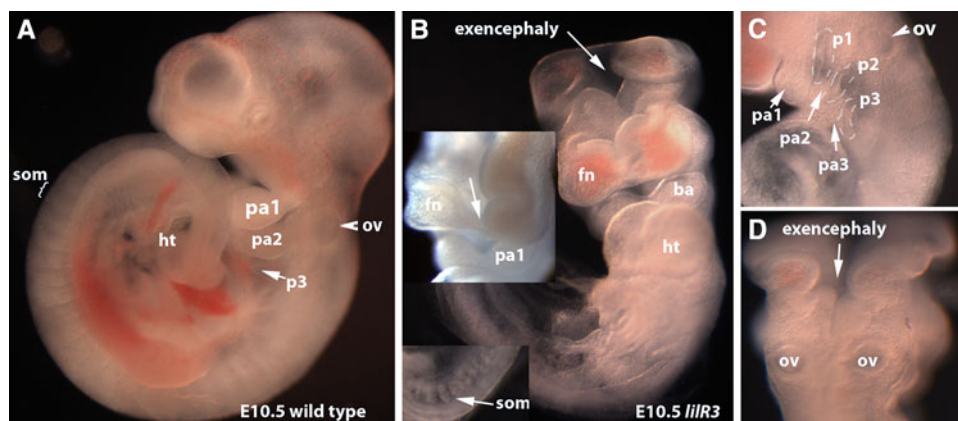 A
som
ht
pa1
pa2
ov
p3
E10.5 wild type
B
exencephaly
fn
fn
pa1
ba
ht
som
E10.5 lilR3
C
p1
ov
p2
p3
pa1
pa2
pa3
D
exencephaly
ov
ov